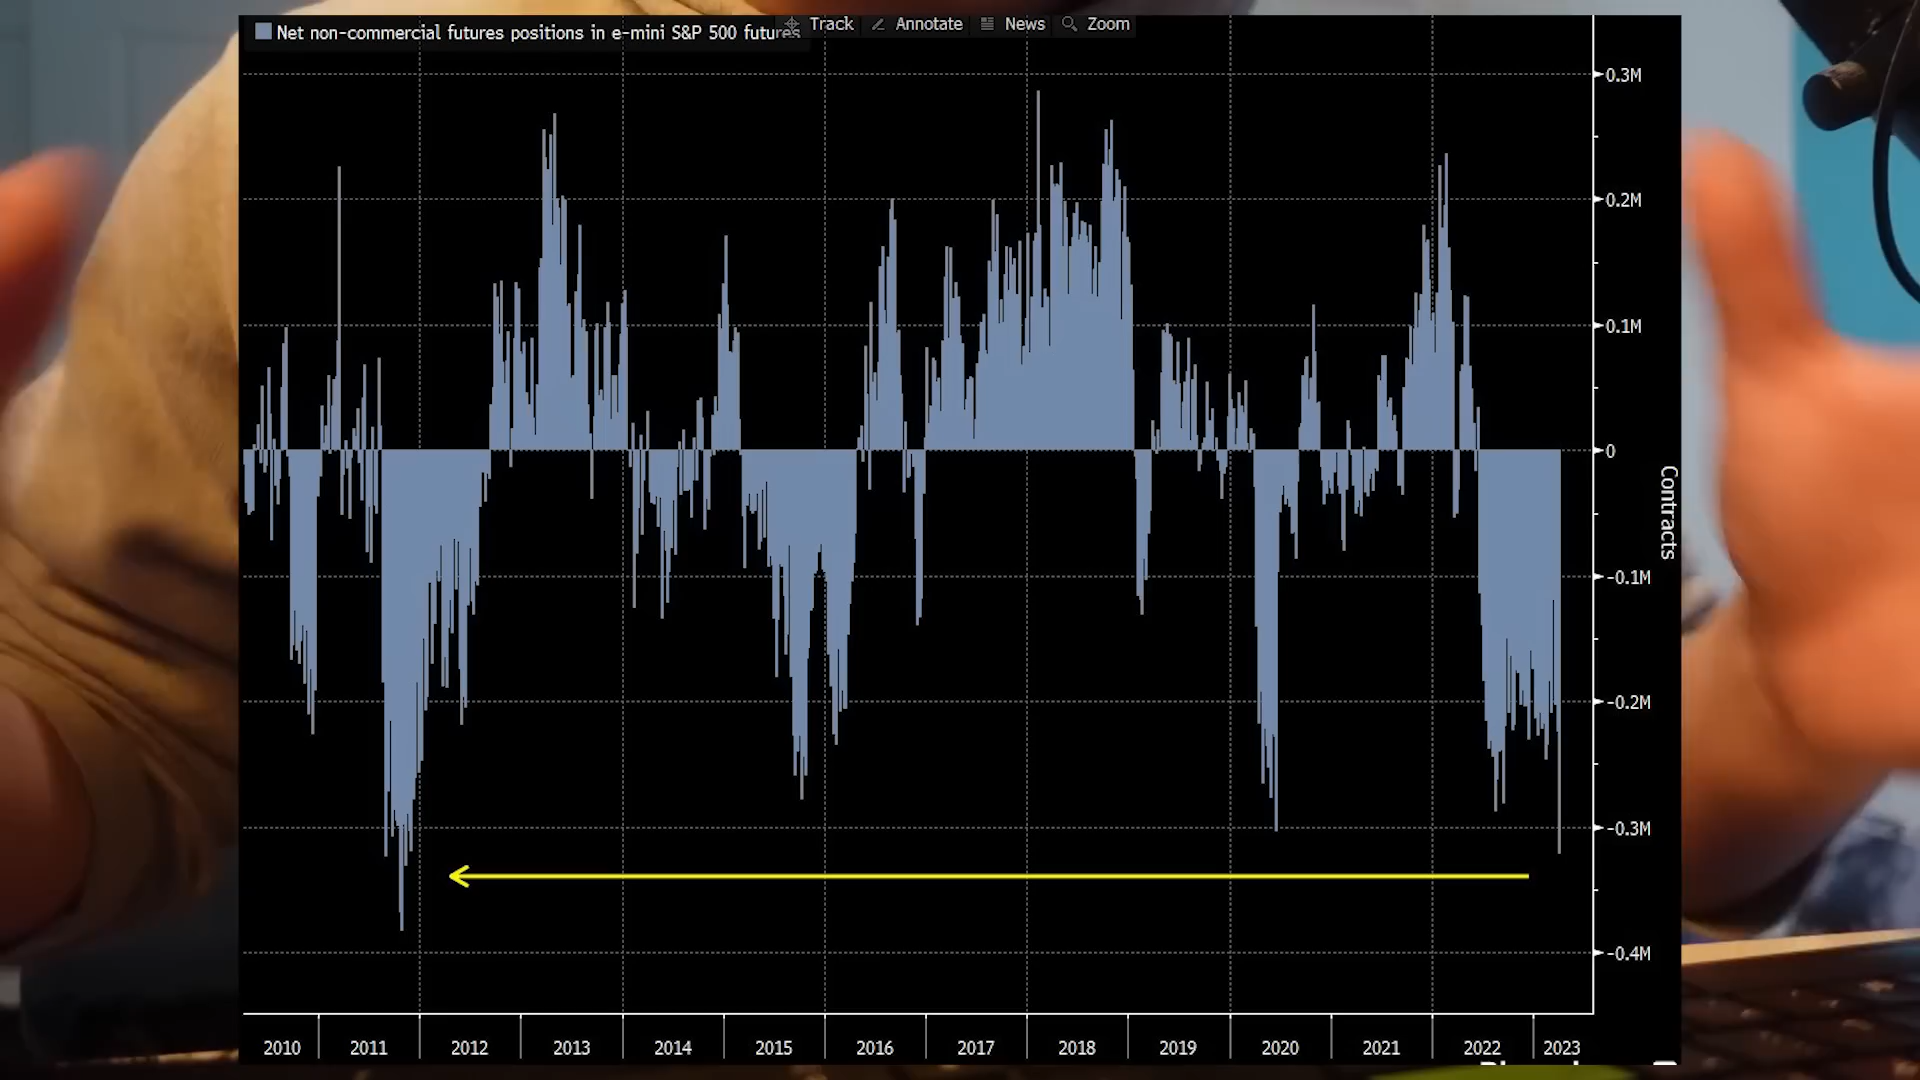 Net non-commercial futures positions in e-mini S&P 500 futures
Track Annotate News Zoom
0.3M
0.2M
0.1M
0
-0.1M
-0.2M
-0.3M
-0.4M
Contracts
2010 2011 2012 2013 2014 2015 2016 2017 2018 2019 2020 2021 2022 2023